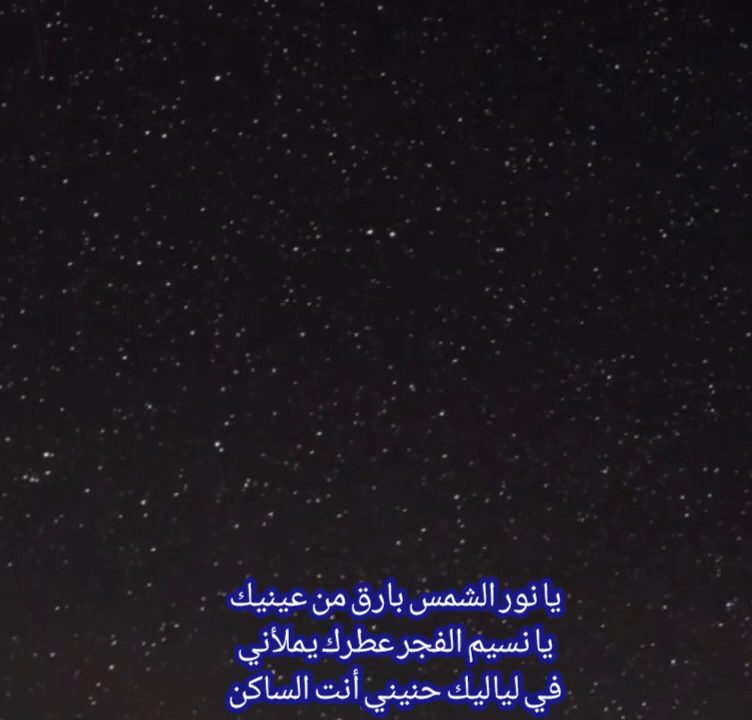 يا نور الشمس بارق من عينيك
يا نسيم الفجر عطرك يملأني
في لياليك حنيني أنت الساكن